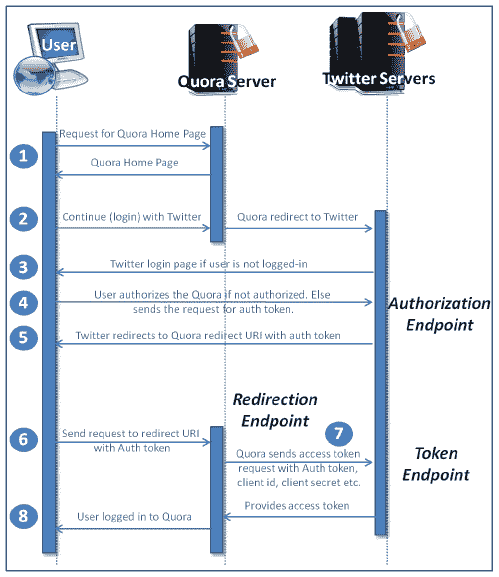 User
Quora Server
Twitter Servers
1
Request for Quora Home Page
Quora Home Page
2
Continue (login) with Twitter
Quora redirect to Twitter
3
Twitter login page if user is not logged-in
4
User authorizes the Quora if not authorized. Else
sends the request for auth token.
Authorization
Endpoint
5
Twitter redirects to Quora redirect URI with auth token
Redirection
Endpoint
6
Send request to redirect URI
with Auth token
7
Quora sends access token
request with Auth token,
client id, client secret etc.
Token
Endpoint
Provides access token
8
User logged in to Quora